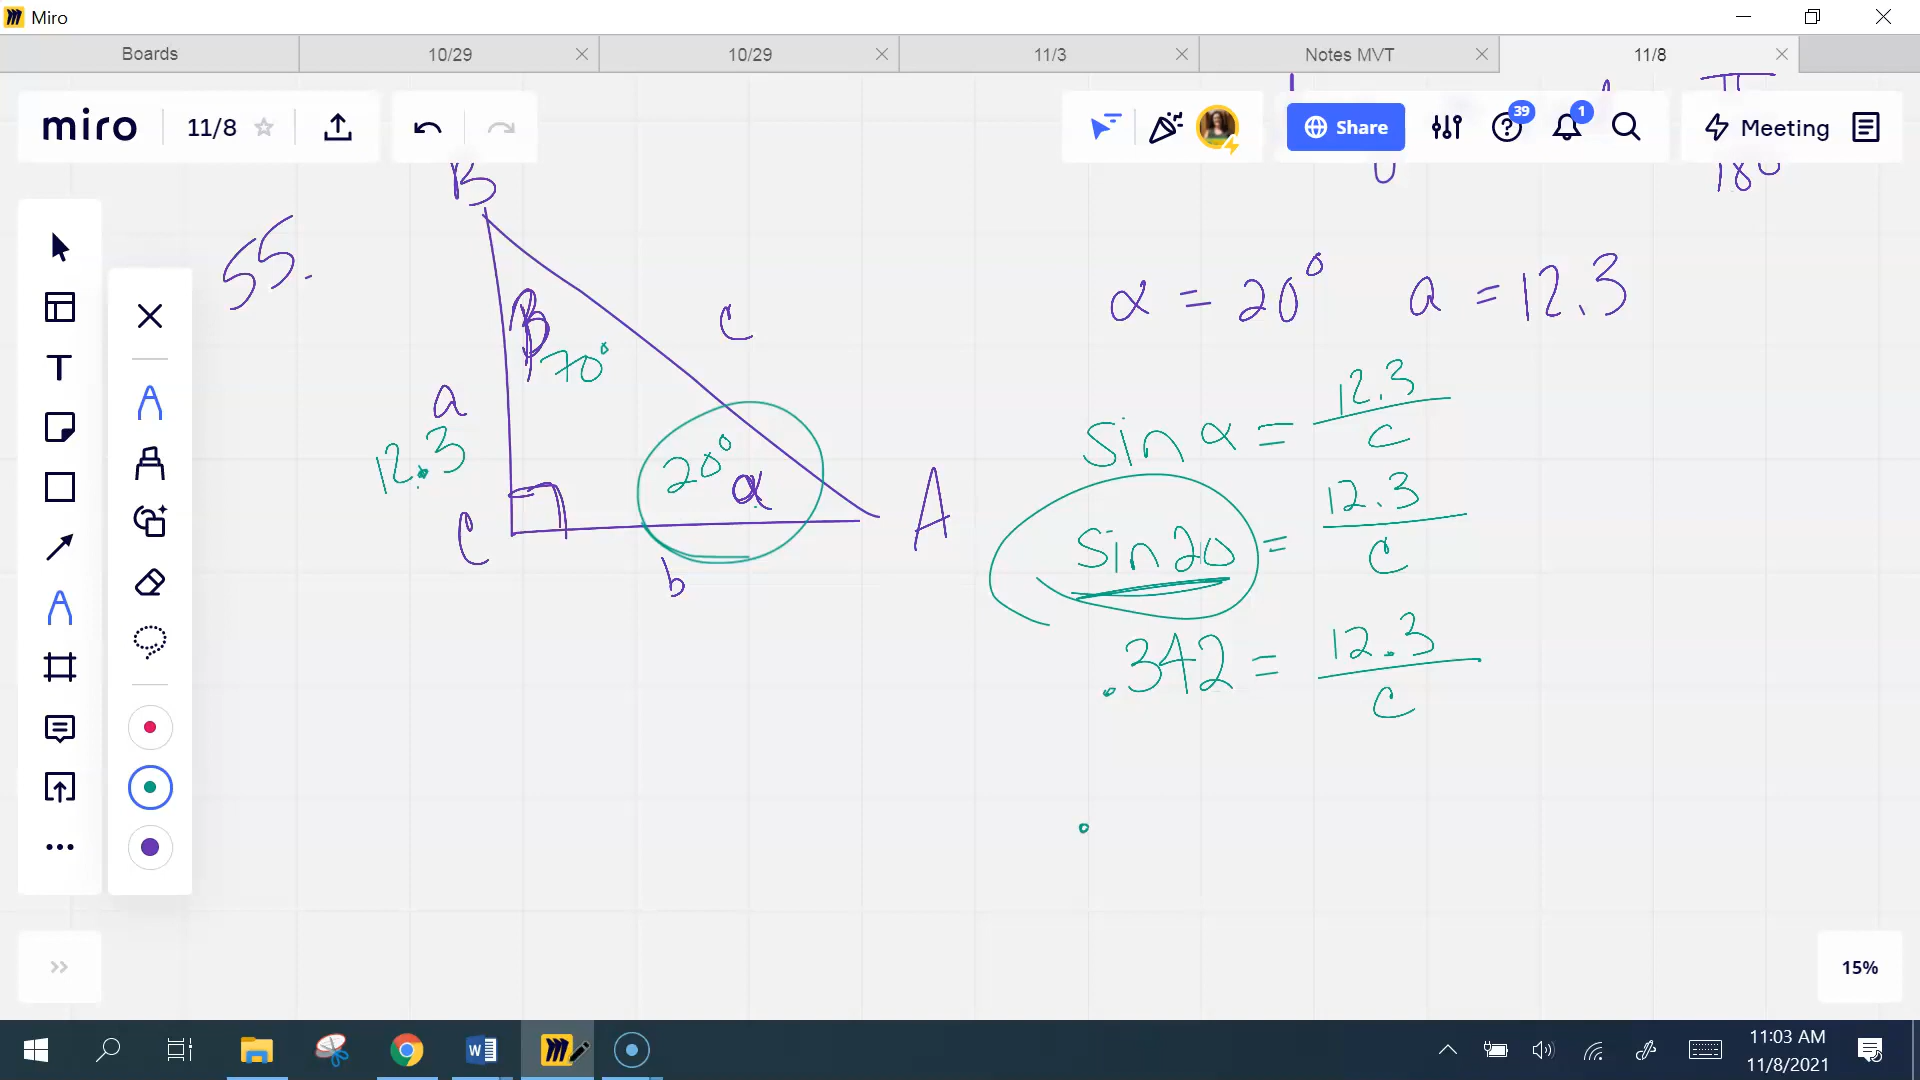 Miro
Boards 10/29 10/29 11/3 Notes MVT 11/8
miro 11/8 Share 39 1 Meeting
180
B
55.
α = 20° a = 12.3
β
70°
c
a
12.3
20°
α
C
A
b
sin α = 12.3
c
sin 20 = 12.3
c
.342 = 12.3
c
T
15%
11:03 AM
11/8/2021